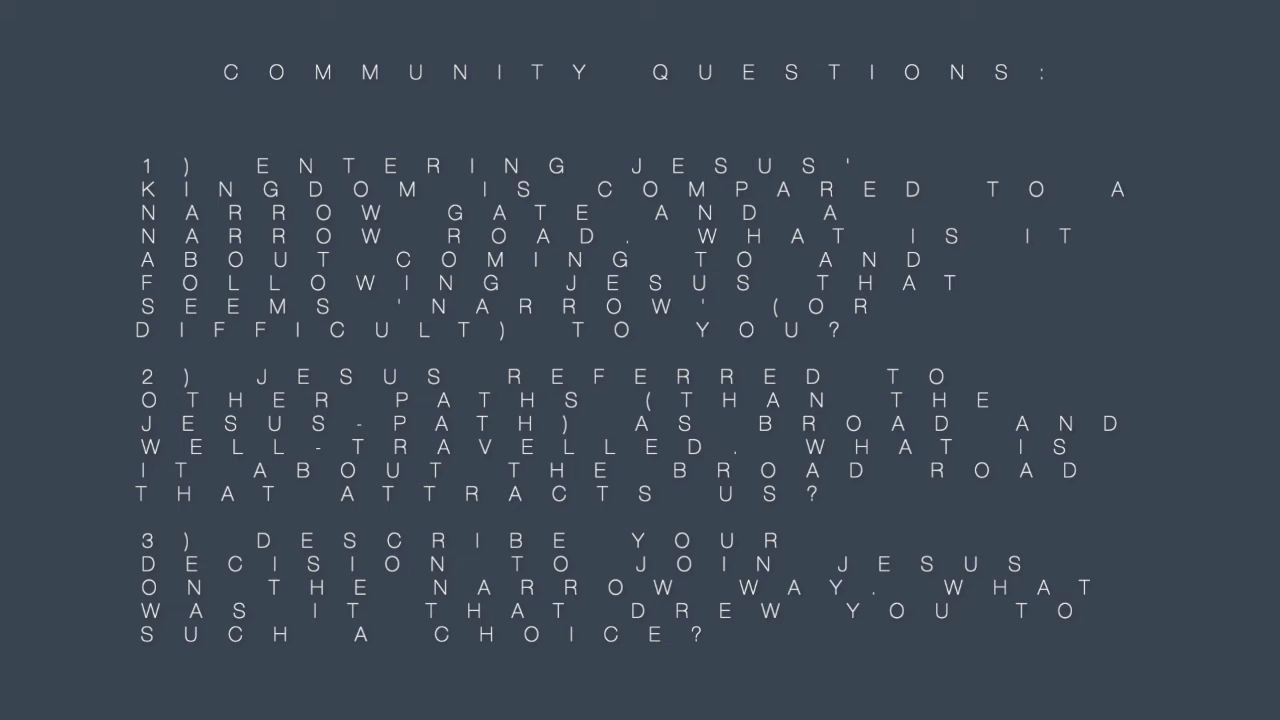 COMMUNITY QUESTIONS:
1) ENTERING JESUS'
KINGDOM IS COMPARED TO A
NARROW GATE AND A
NARROW ROAD. WHAT IS IT
ABOUT COMING TO AND
FOLLOWING JESUS THAT
SEEMS 'NARROW' (OR
DIFFICULT) TO YOU?
2) JESUS REFERRED TO
OTHER PATHS (THAN THE
JESUS-PATH) AS BROAD AND
WELL-TRAVELLED. WHAT IS
IT ABOUT THE BROAD ROAD
THAT ATTRACTS US?
3) DESCRIBE YOUR
DECISION TO JOIN JESUS
ON THE NARROW WAY. WHAT
WAS IT THAT DREW YOU TO
SUCH A CHOICE?